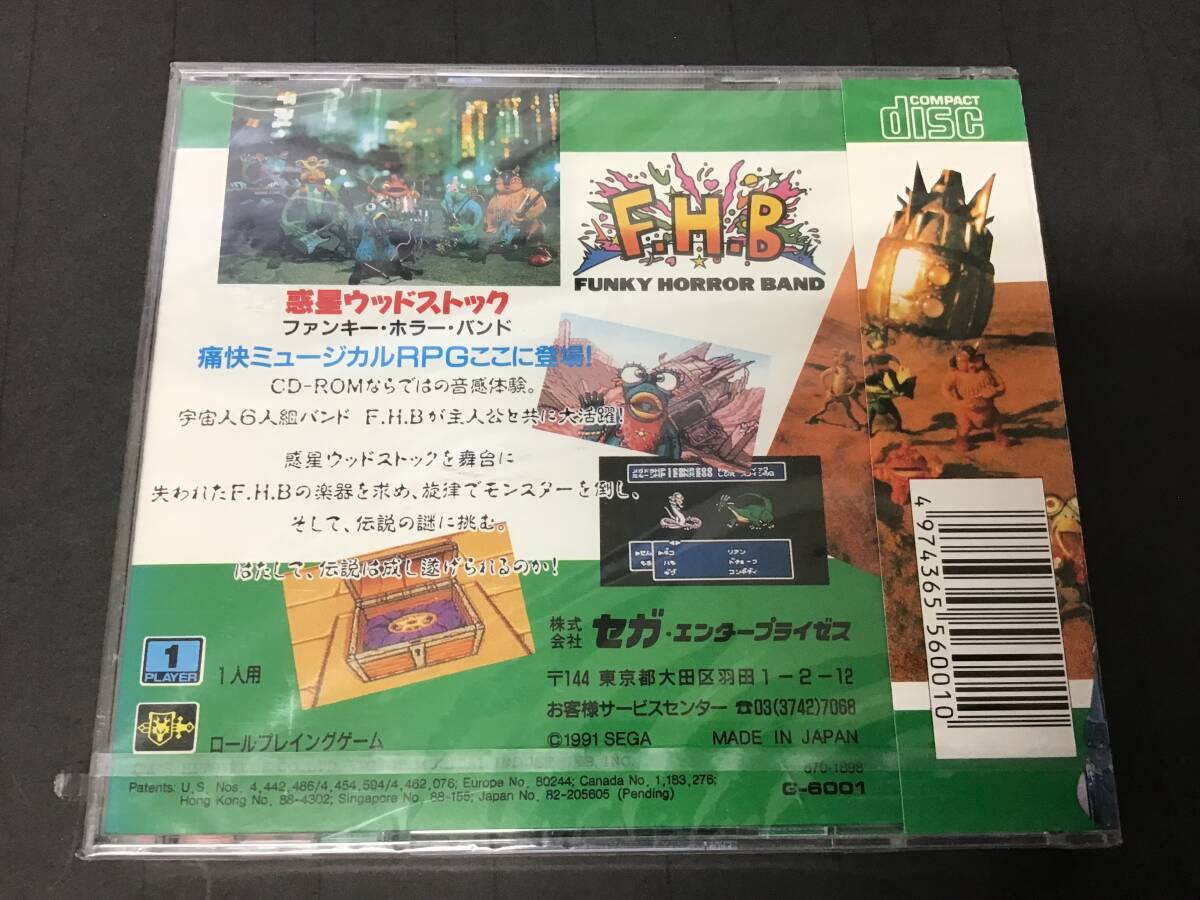 COMPACT
disc
F.H.B
FUNKY HORROR BAND
惑星ウッドストック
ファンキー・ホラー・バンド
痛快ミュージカルRPGここに登場!
CD-ROMならではの音感体験。
宇宙人6人組バンド F.H.Bが主人公と共に大活躍!
惑星ウッドストックを舞台に
失われたF.H.Bの楽器を求め、旋律でモンスターを倒し、
そして、伝説の謎に挑む。
はたして、伝説は成し遂げられるのか!
リアン
コンボディ
株式会社 セガ・エンタープライゼス
〒144 東京都大田区羽田1-2-12
お客様サービスセンター ☎03(3742)7068
©1991 SEGA MADE IN JAPAN
670-1898
G-6001
1
PLAYER
1人用
ロールプレイングゲーム
Patents: U.S. Nos. 4,442,486/4,454,594/4,462,076; Europe No. 80244; Canada No. 1,183,276;
Hong Kong No. 88-4302; Singapore No. 88-155; Japan No. 82-205605 (Pending)
4974365560010